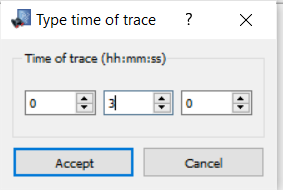 Type time of trace ?
Time of trace (hh:mm:ss)
0 3 0
Accept Cancel